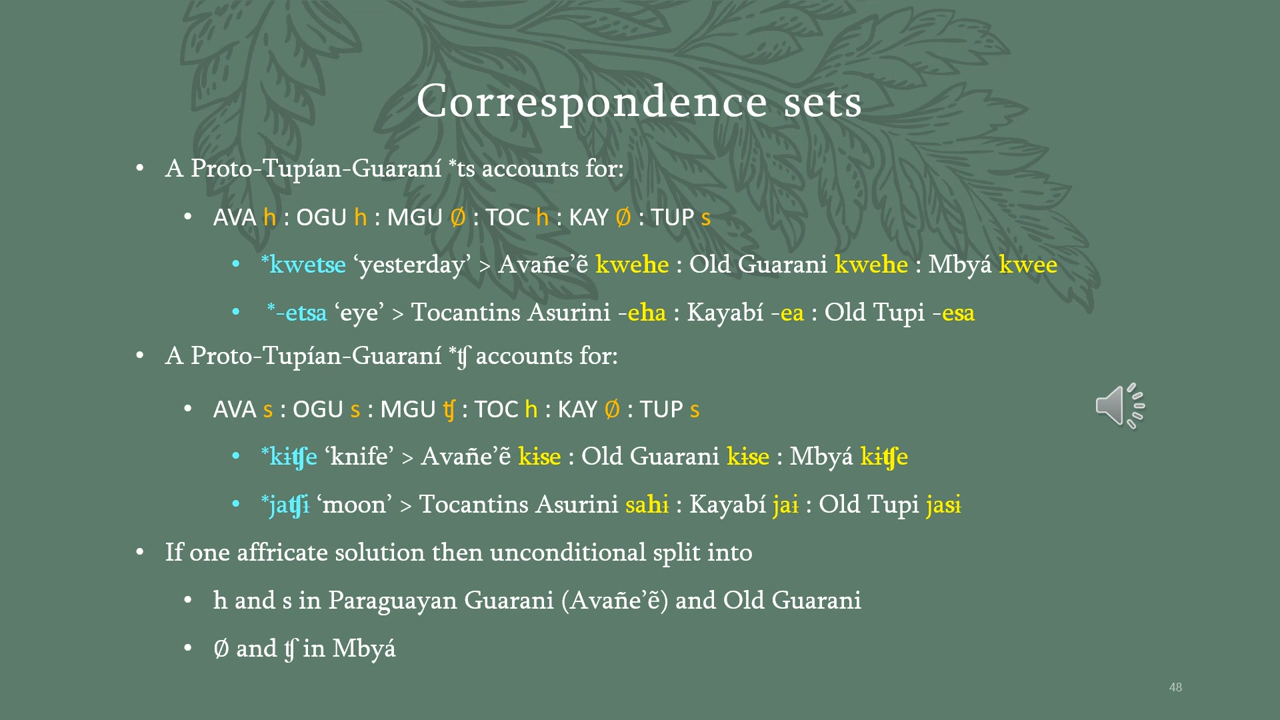 Correspondence sets
• A Proto-Tupían-Guaraní *ts accounts for:
• AVA h : OGU h : MGU Ø : TOC h : KAY Ø : TUP s
• *kwetse ‘yesterday’ > Avañe’ẽ kwehe : Old Guarani kwehe : Mbyá kwee
• *-etsa ‘eye’ > Tocantins Asurini -eha : Kayabí -ea : Old Tupi -esa
• A Proto-Tupían-Guaraní *ʧ accounts for:
• AVA s : OGU s : MGU ʧ : TOC h : KAY Ø : TUP s
• *kɨʧe ‘knife’ > Avañe’ẽ kɨse : Old Guarani kɨse : Mbyá kɨʧe
• *jaʧɨ ‘moon’ > Tocantins Asurini sahɨ : Kayabí jaɨ : Old Tupi jasɨ
• If one affricate solution then unconditional split into
• h and s in Paraguayan Guarani (Avañe’ẽ) and Old Guarani
• Ø and ʧ in Mbyá
48